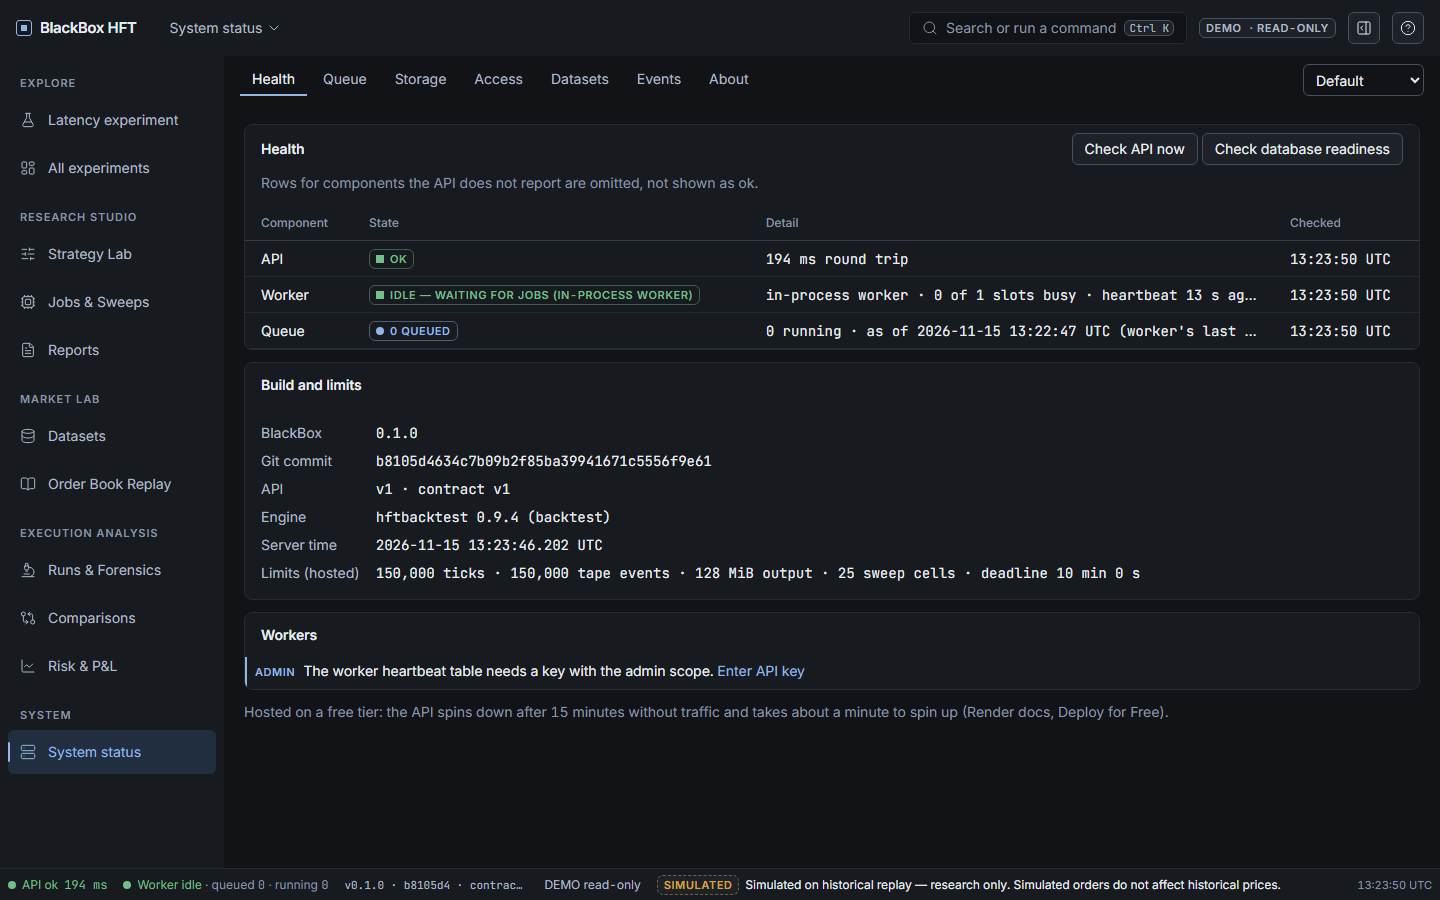 BlackBox HFT
System status
Search or run a command Ctrl K
DEMO · READ-ONLY
EXPLORE
Latency experiment
All experiments
RESEARCH STUDIO
Strategy Lab
Jobs & Sweeps
Reports
MARKET LAB
Datasets
Order Book Replay
EXECUTION ANALYSIS
Runs & Forensics
Comparisons
Risk & P&L
SYSTEM
System status
Health Queue Storage Access Datasets Events About
Default
Health
Check API now Check database readiness
Rows for components the API does not report are omitted, not shown as ok.
Component State Detail Checked
API OK 194 ms round trip 13:23:50 UTC
Worker IDLE — WAITING FOR JOBS (IN-PROCESS WORKER) in-process worker · 0 of 1 slots busy · heartbeat 13 s ag… 13:23:50 UTC
Queue 0 QUEUED 0 running · as of 2026-11-15 13:22:47 UTC (worker's last … 13:23:50 UTC
Build and limits
BlackBox 0.1.0
Git commit b8105d4634c7b09b2f85ba39941671c5556f9e61
API v1 · contract v1
Engine hftbacktest 0.9.4 (backtest)
Server time 2026-11-15 13:23:46.202 UTC
Limits (hosted) 150,000 ticks · 150,000 tape events · 128 MiB output · 25 sweep cells · deadline 10 min 0 s
Workers
ADMIN The worker heartbeat table needs a key with the admin scope. Enter API key
Hosted on a free tier: the API spins down after 15 minutes without traffic and takes about a minute to spin up (Render docs, Deploy for Free).
API ok 194 ms Worker idle · queued 0 · running 0 v0.1.0 · b8105d4 · contrac… DEMO read-only SIMULATED Simulated on historical replay — research only. Simulated orders do not affect historical prices. 13:23:50 UTC